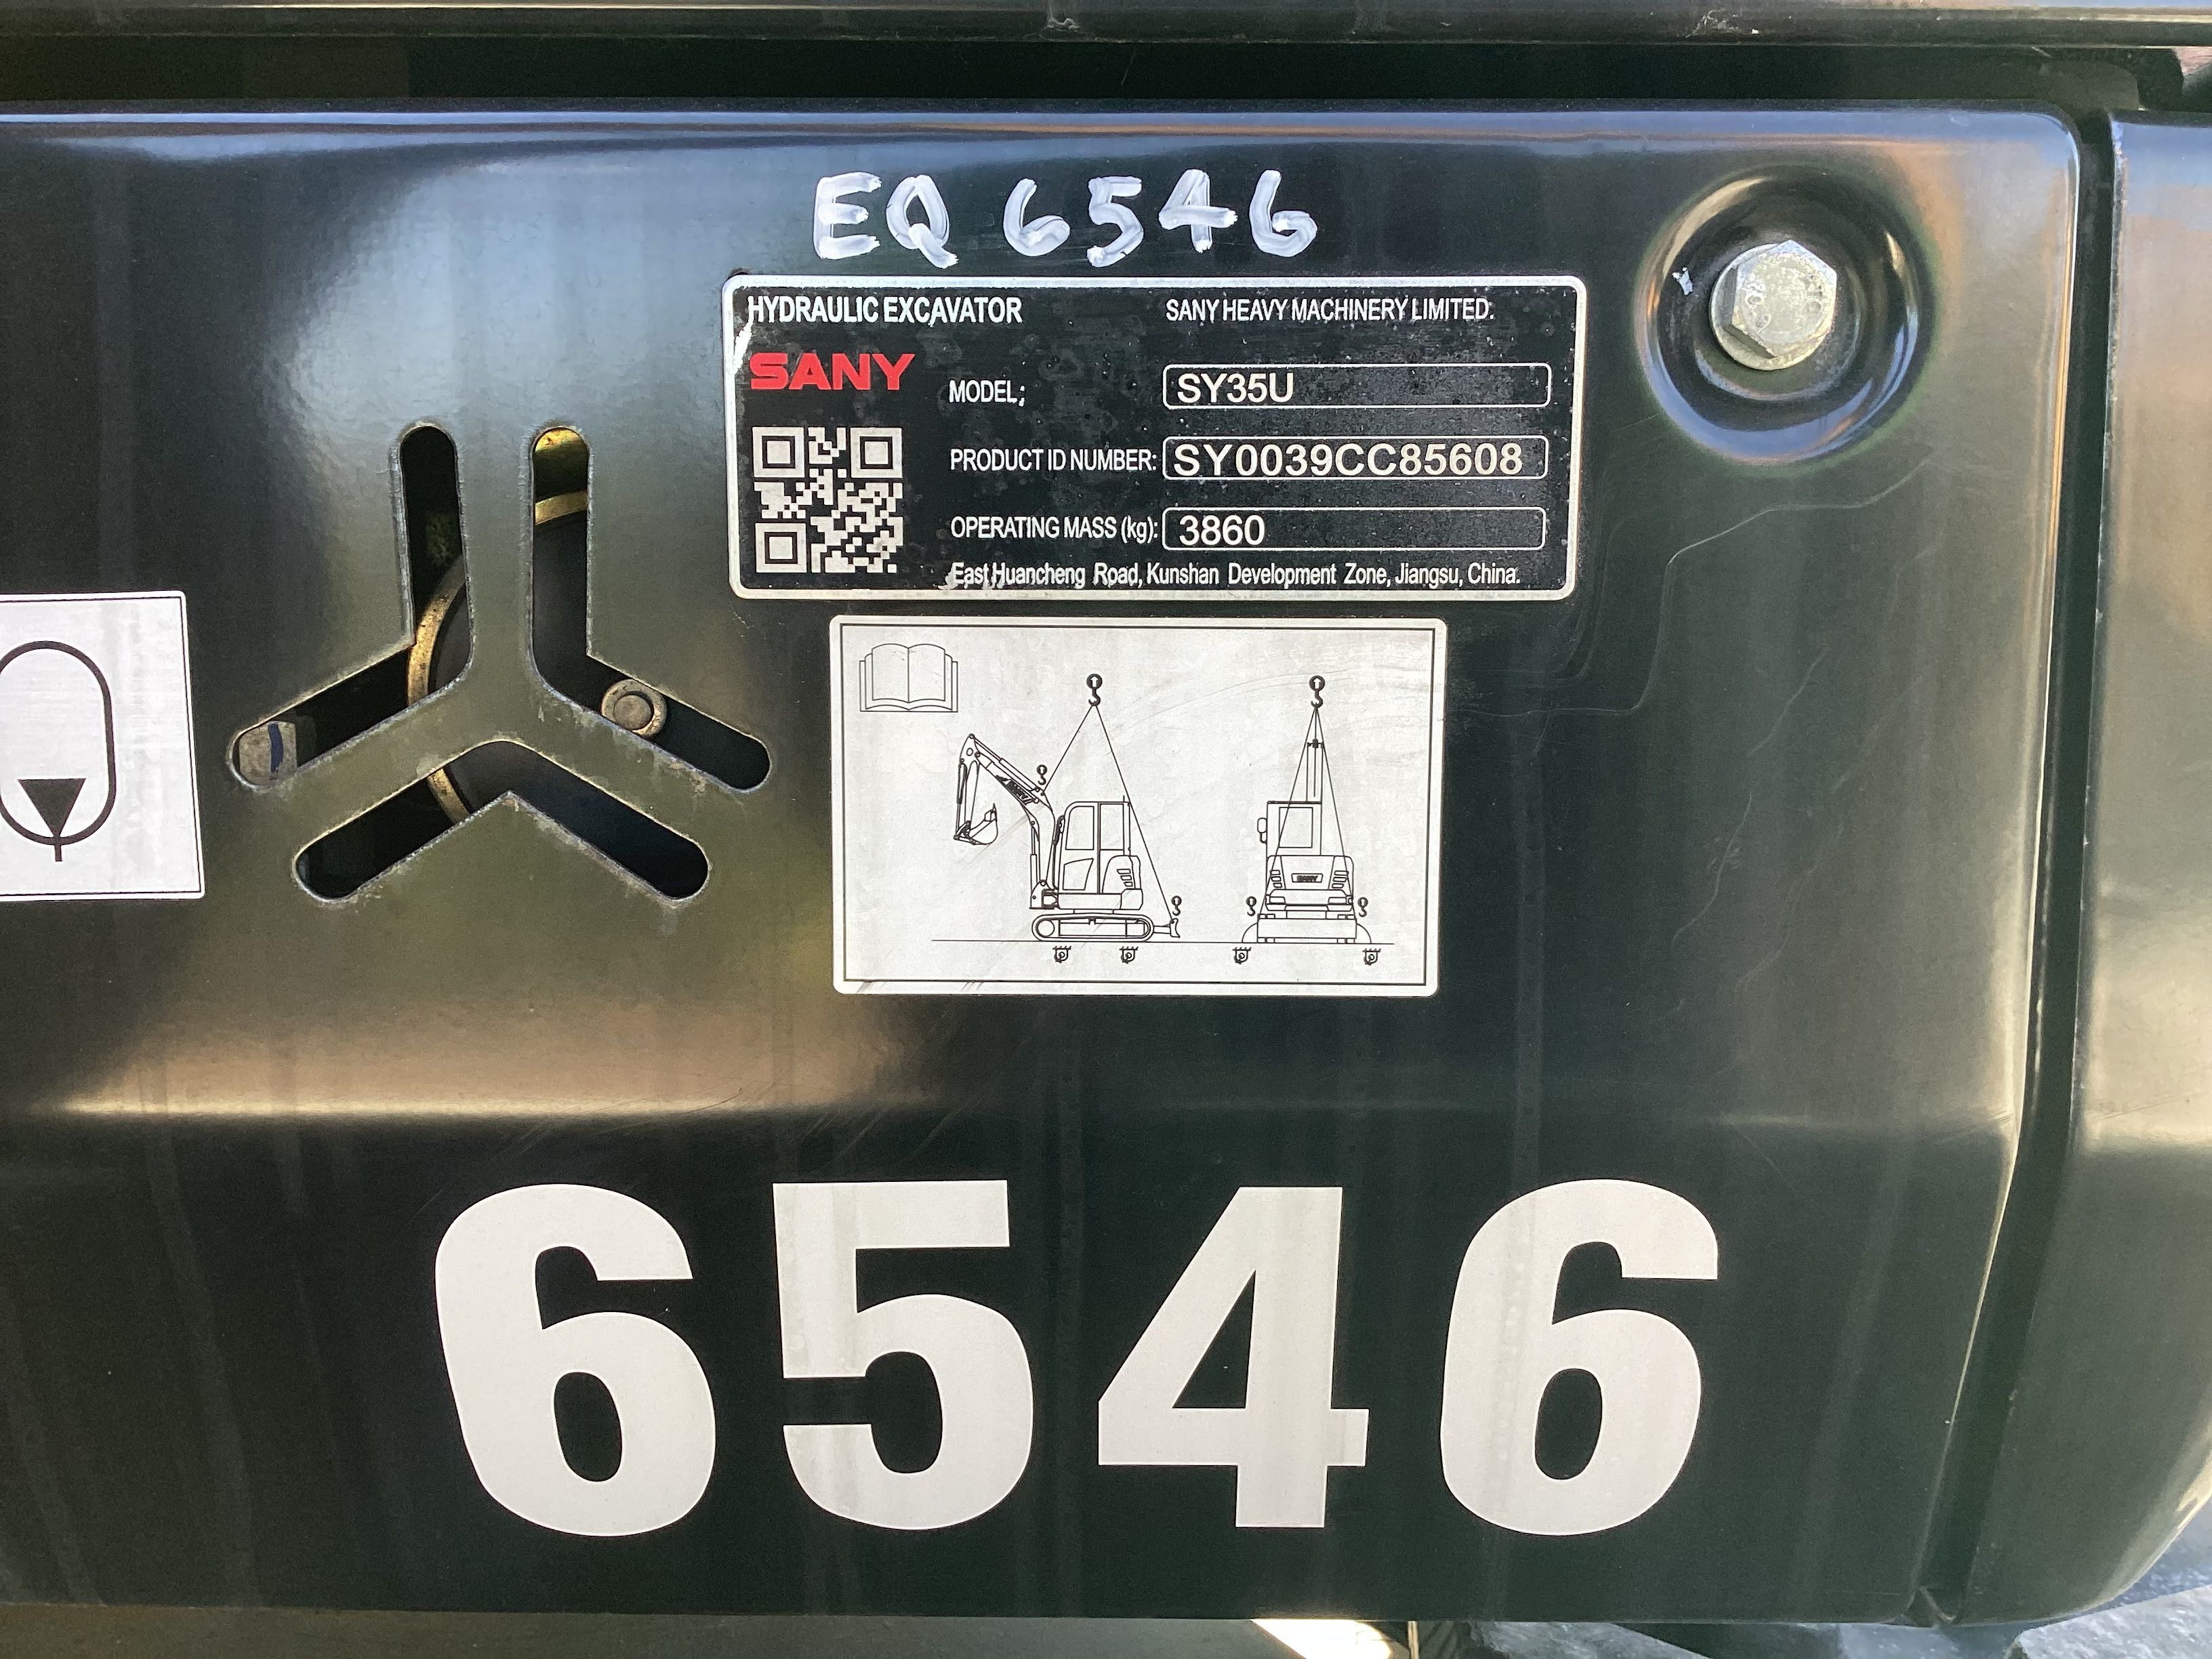 EQ 6546
HYDRAULIC EXCAVATOR
SANY HEAVY MACHINERY LIMITED.
SANY
MODEL;
SY35U
PRODUCT ID NUMBER:
SY0039CC85608
OPERATING MASS (kg):
3860
East Huancheng Road, Kunshan Development Zone, Jiangsu, China.
SANY
6546